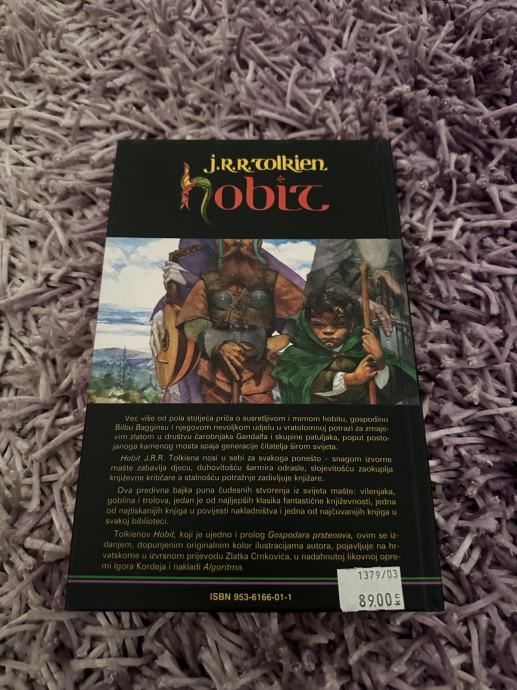 J.R.R. Tolkien
hobit
Već više od pola stoljeća priča o susretljivom i mirnom hobitu, gospodinu
Bilbu Bagginsu i njegovom nevoljkom udjelu u vratolomnoj potrazi za zmaje-
vim zlatom u društvu čarobnjaka Gandalfa i skupine patuljaka, poput posto-
janoga kamenog mosta spaja generacije čitatelja širom svijeta.
Hobit J.R.R. Tolkiena nosi u sebi za svakoga ponešto – snagom izvorne
mašte zabavlja djecu, duhovitošću šarmira odrasle, slojevitošću zaokuplja
književne kritičare a stalnošću potražnje zadivljuje knjižare.
Ova predivna bajka puna čudesnih stvorenja iz svijeta mašte: vilenjaka,
goblina i trolova, jedan je od najljepših klasika fantastične književnosti, jedna
od najtiskanijih knjiga u povijesti nakladništva i jedna od najčuvanijih knjiga u
svakoj biblioteci.
Tolkienov Hobit, koji je ujedno i prolog Gospodara prstenova, ovim se iz-
danjem, dopunjenim originalnim kolor ilustracijama autora, pojavljuje na hr-
vatskome u izvrsnom prijevodu Zlatka Crnkovića, u nadahnutoj likovnoj opre-
mi Igora Kordeja i nakladi Algoritma.
1379/03
89.00 KN
ISBN 953-6166-01-1